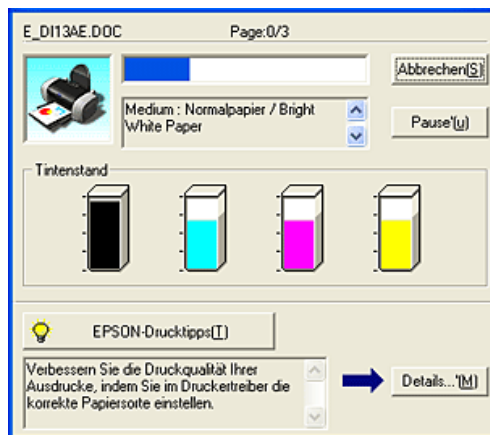 E_DI13AE.DOC Page:0/3
Abbrechen(S)
Medium : Normalpapier / Bright
White Paper
Pause'(u)
Tintenstand
EPSON-Drucktipps(T)
Verbessern Sie die Druckqualität Ihrer
Ausdrucke, indem Sie im Druckertreiber die
korrekte Papiersorte einstellen.
Details...'(M)